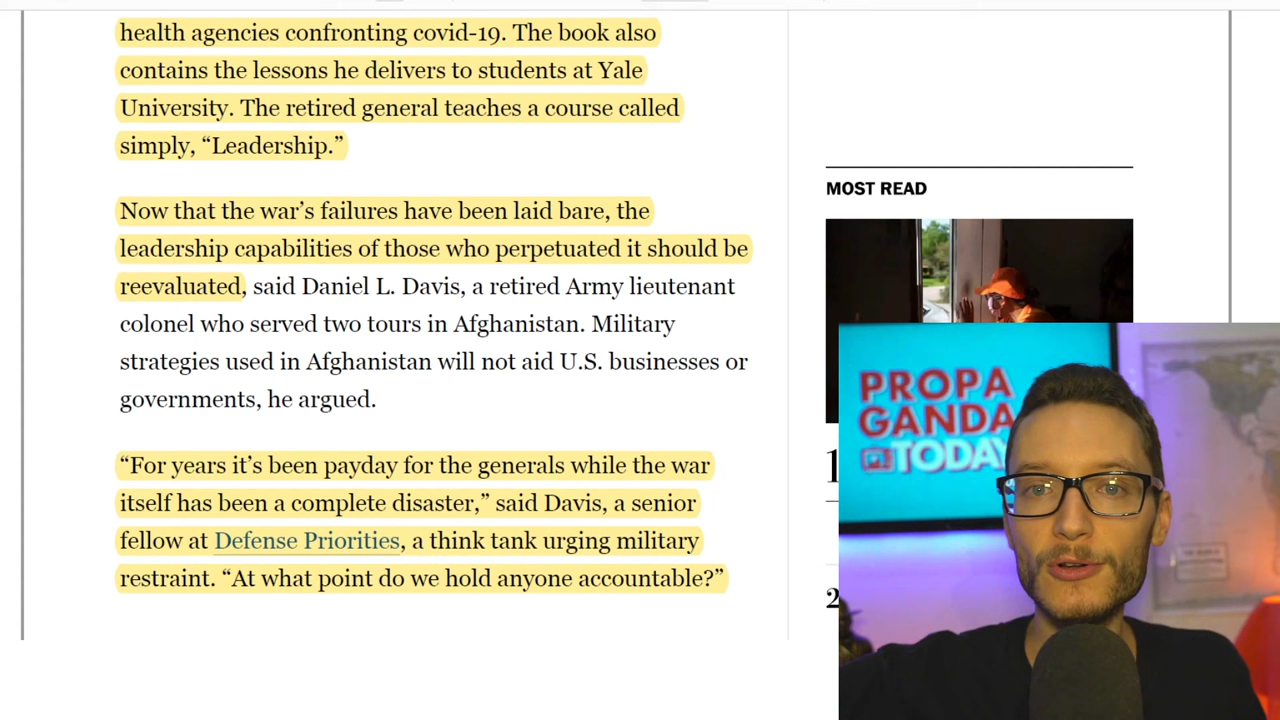 health agencies confronting covid-19. The book also
contains the lessons he delivers to students at Yale
University. The retired general teaches a course called
simply, “Leadership.”
Now that the war’s failures have been laid bare, the
leadership capabilities of those who perpetuated it should be
reevaluated, said Daniel L. Davis, a retired Army lieutenant
colonel who served two tours in Afghanistan. Military
strategies used in Afghanistan will not aid U.S. businesses or
governments, he argued.
“For years it’s been payday for the generals while the war
itself has been a complete disaster,” said Davis, a senior
fellow at Defense Priorities, a think tank urging military
restraint. “At what point do we hold anyone accountable?”
MOST READ
1
2
PROPA
GANDA
TODAY